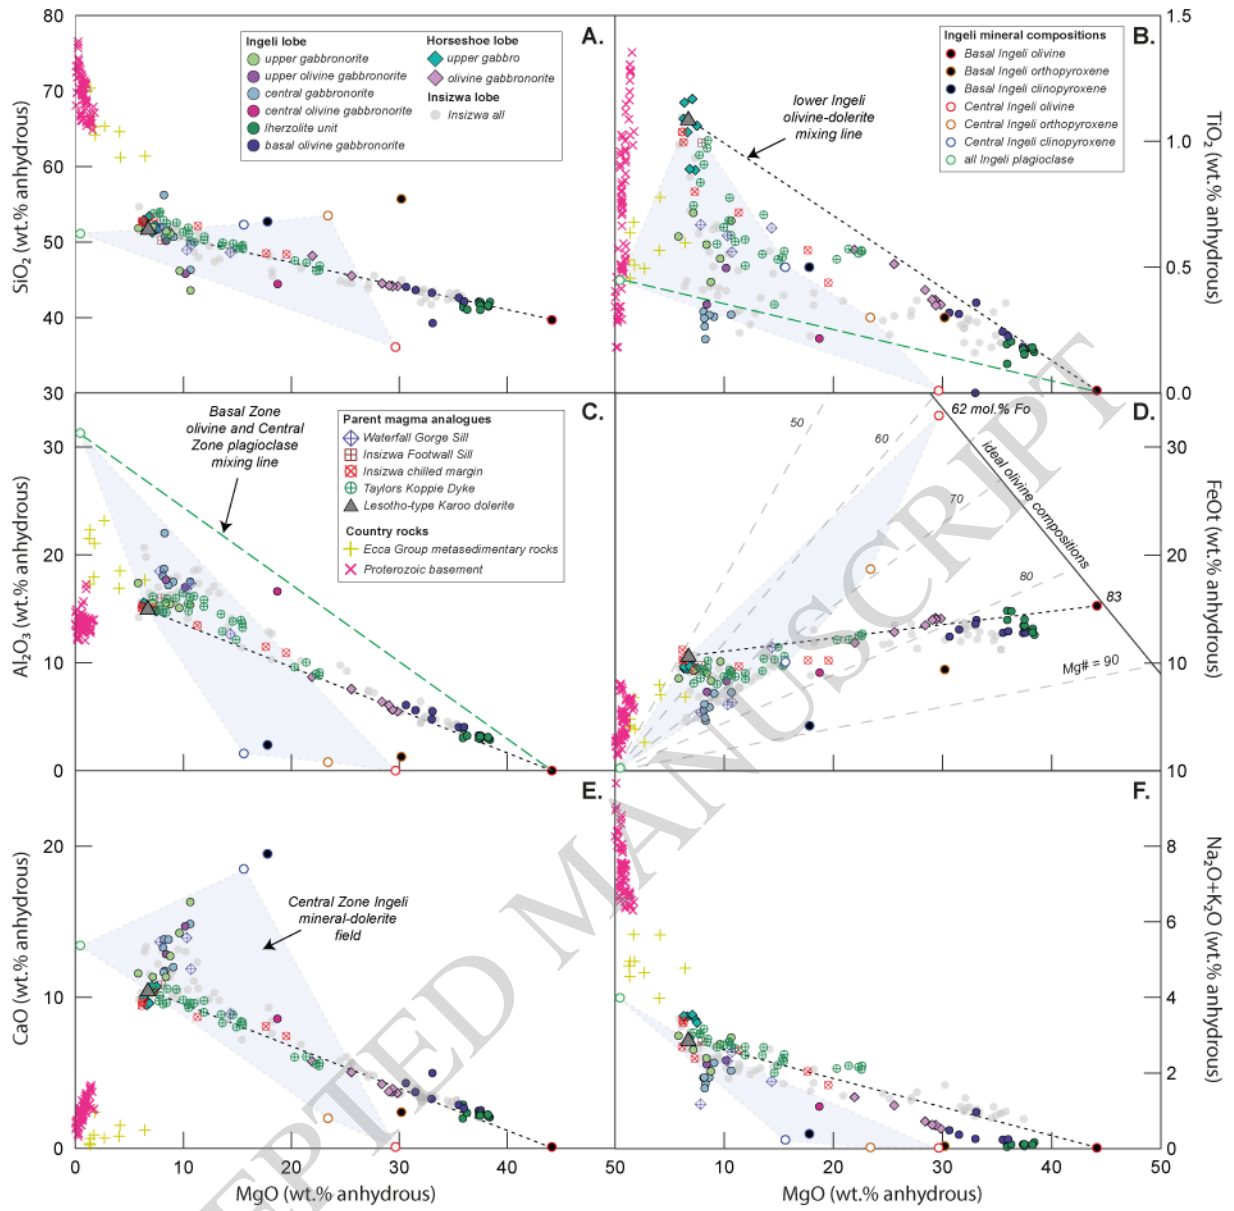 80
70
60
50
40
30
SiO₂ (wt.% anhydrous)
A.
Ingeli lobe
upper gabbronorite
upper olivine gabbronorite
central gabbronorite
central olivine gabbronorite
lherzolite unit
basal olivine gabbronorite
Horseshoe lobe
upper gabbro
olivine gabbronorite
Insizwa lobe
Insizwa all
B.
1.5
1.0
0.5
0.0
TiO₂ (wt.% anhydrous)
Ingeli mineral compositions
Basal Ingeli olivine
Basal Ingeli orthopyroxene
Basal Ingeli clinopyroxene
Central Ingeli olivine
Central Ingeli orthopyroxene
Central Ingeli clinopyroxene
all Ingeli plagioclase
lower Ingeli
olivine-dolerite
mixing line
30
20
10
0
Al₂O₃ (wt.% anhydrous)
C.
Basal Zone
olivine and Central
Zone plagioclase
mixing line
Parent magma analogues
Waterfall Gorge Sill
Insizwa Footwall Sill
Insizwa chilled margin
Taylors Koppie Dyke
Lesotho-type Karoo dolerite
Country rocks
Ecca Group metasedimentary rocks
Proterozoic basement
D.
30
20
10
FeOt (wt.% anhydrous)
50
60
62 mol.% Fo
70
80
83
Mg# = 90
ideal olivine compositions
E.
20
10
0
CaO (wt.% anhydrous)
Central Zone Ingeli
mineral-dolerite
field
0
10
20
30
40
MgO (wt.% anhydrous)
F.
10
8
6
4
2
0
Na₂O+K₂O (wt.% anhydrous)
50
10
20
30
40
50
MgO (wt.% anhydrous)
EPTED MANUSCRIPT